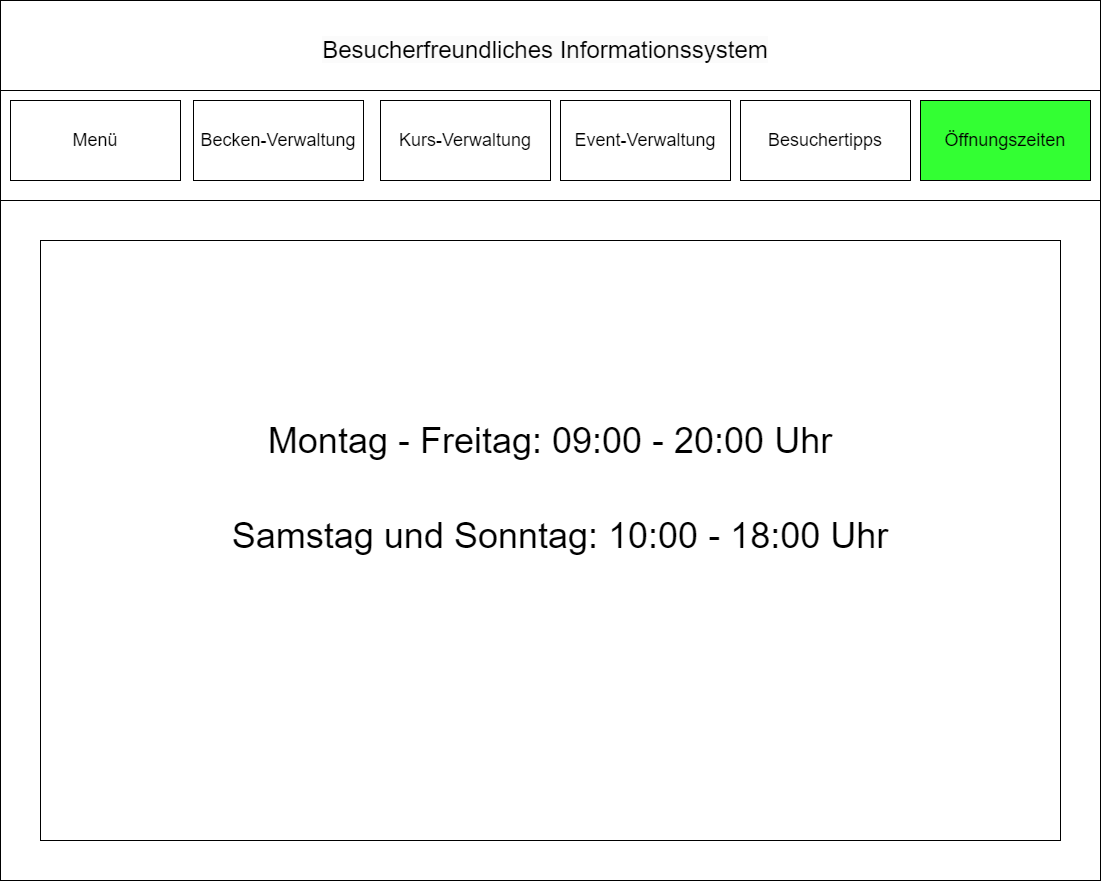 Besucherfreundliches Informationssystem
Menü
Becken-Verwaltung
Kurs-Verwaltung
Event-Verwaltung
Besuchertipps
Öffnungszeiten
Montag - Freitag: 09:00 - 20:00 Uhr
Samstag und Sonntag: 10:00 - 18:00 Uhr